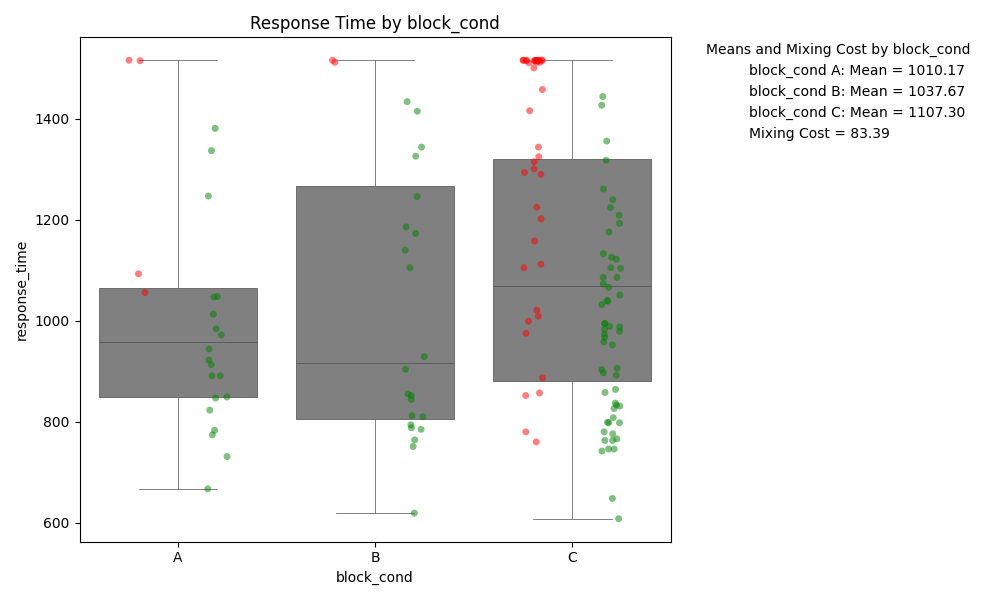 Response Time by block_cond
Means and Mixing Cost by block_cond
block_cond A: Mean = 1010.17
block_cond B: Mean = 1037.67
block_cond C: Mean = 1107.30
Mixing Cost = 83.39
response_time
1400
1200
1000
800
600
A
B
C
block_cond